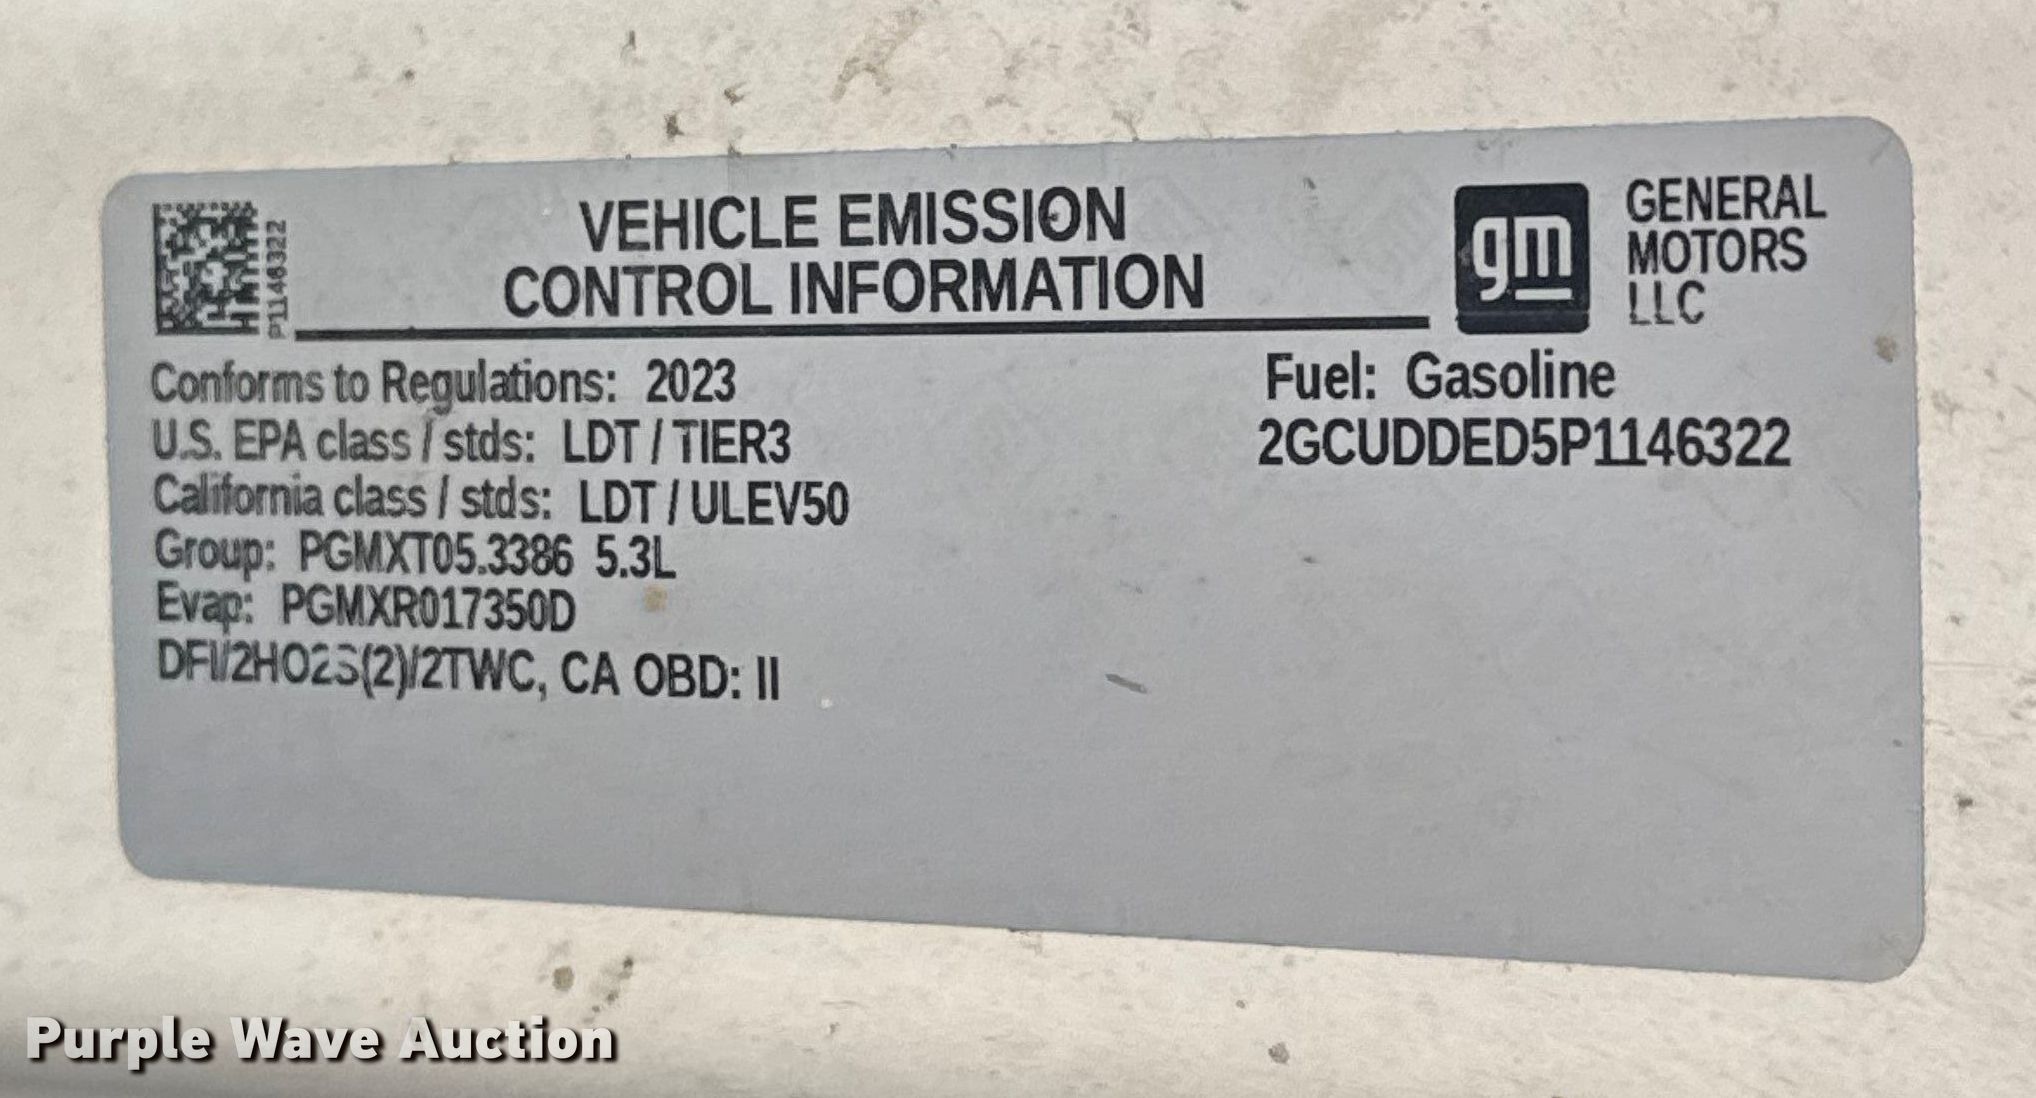 P1146322
VEHICLE EMISSION
CONTROL INFORMATION
gm
GENERAL
MOTORS
LLC
Conforms to Regulations: 2023
U.S. EPA class / stds: LDT / TIER3
California class / stds: LDT / ULEV50
Group: PGMXT05.3386 5.3L
Evap: PGMXR017350D
DFI/2HO2S(2)/2TWC, CA OBD: II
Fuel: Gasoline
2GCUDDED5P1146322
Purple Wave Auction